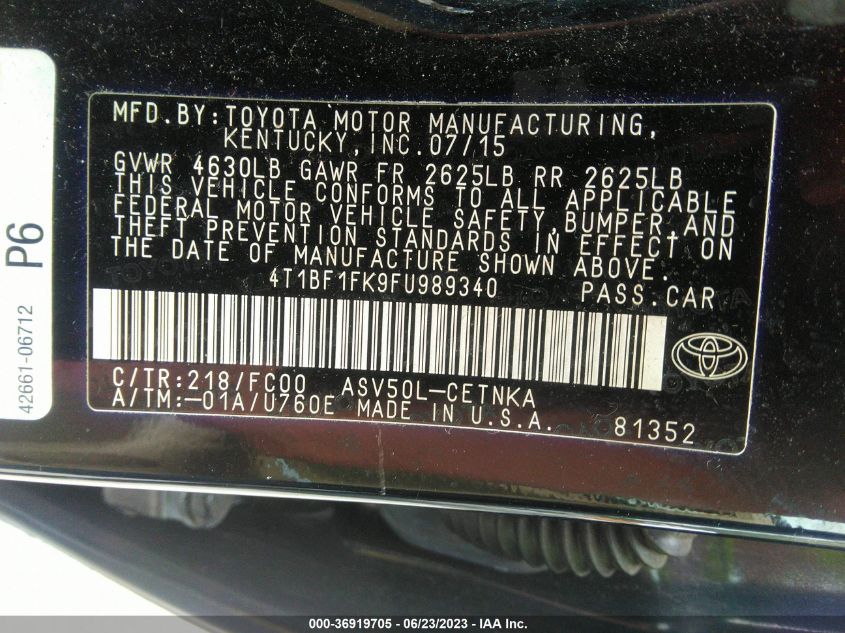 MFD.BY:TOYOTA MOTOR MANUFACTURING,
KENTUCKY, INC. 07/15
GVWR 4630LB GAWR FR 2625LB RR 2625LB
THIS VEHICLE CONFORMS TO ALL APPLICABLE
FEDERAL MOTOR VEHICLE SAFETY,BUMPER,AND
THEFT PREVENTION STANDARDS IN EFFECT ON
THE DATE OF MANUFACTURE SHOWN ABOVE.
4T1BF1FK9FU989340 PASS.CAR
C/TR:218/FC00 ASV50L-CETNKA
A/TM:-01A/U760E MADE IN U.S.A. 81352
P6
42661-06712
000-36919705 - 06/23/2023 - IAA Inc.